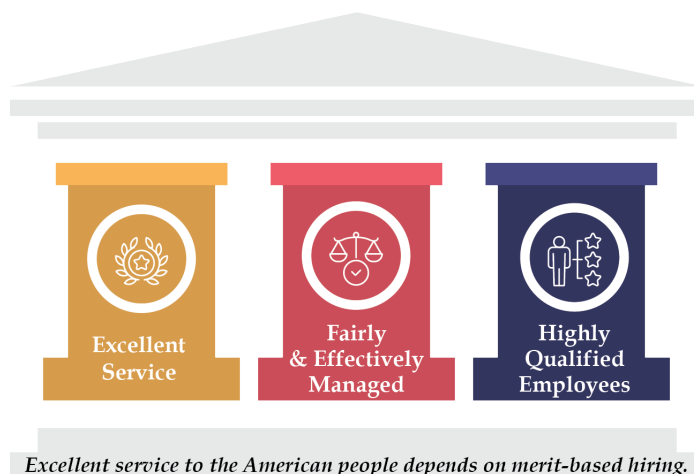 Excellent
Service
Fairly
& Effectively
Managed
Highly
Qualified
Employees
Excellent service to the American people depends on merit-based hiring.